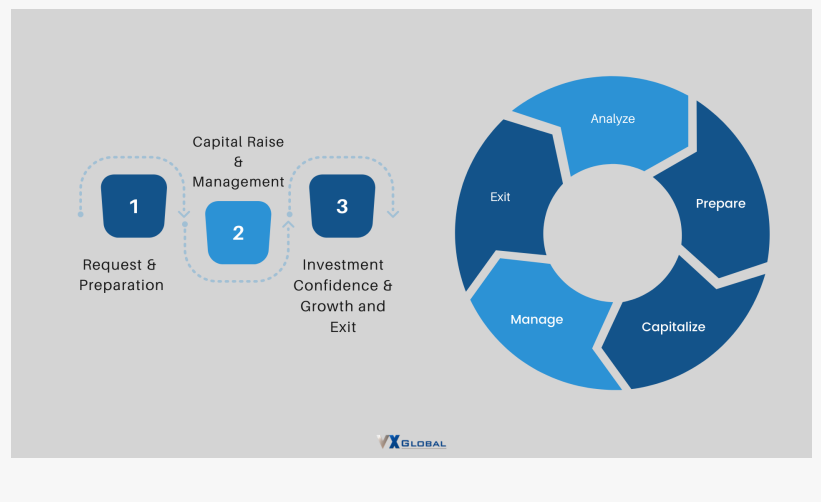 1
Request &
Preparation
Capital Raise
&
Management
2
3
Investment
Confidence &
Growth and
Exit
Analyze
Prepare
Capitalize
Manage
Exit
VX GLOBAL